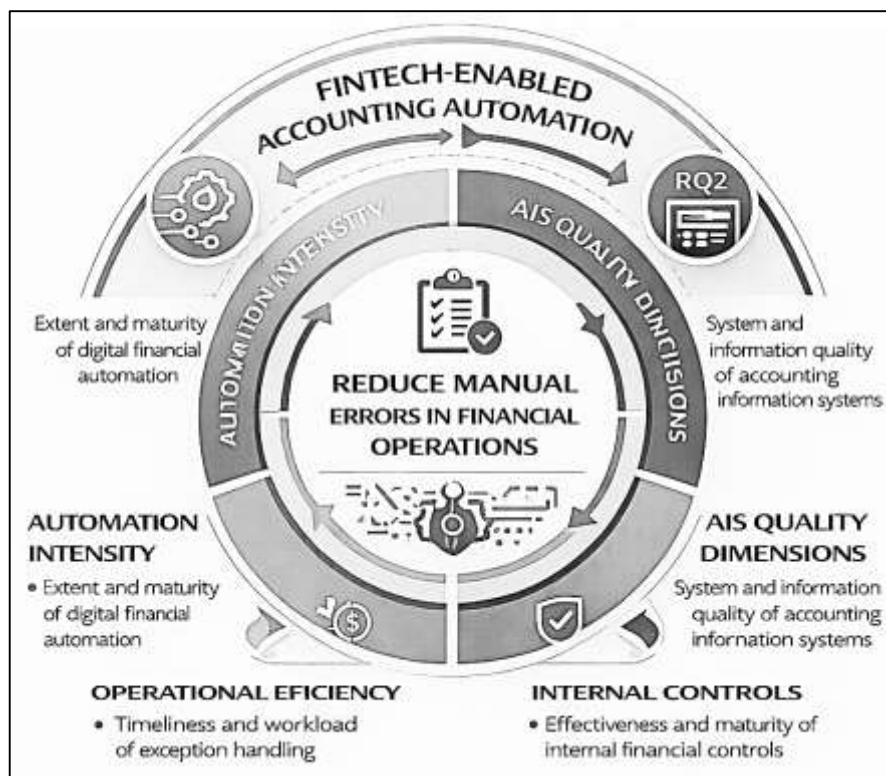 FINTECH-ENABLED
ACCOUNTING AUTOMATION
RQ2
AUTOMATION INTENSITY
AIS QUALITY DINCIISIONS
Extent and maturity
of digital financial
automation
System and
information quality
of accounting
information systems
REDUCE MANUAL
ERRORS IN FINANCIAL
OPERATIONS
AUTOMATION
INTENSITY
• Extent and maturity
of digital financial
automation
AIS QUALITY
DIMENSIONS
System and information
quality of accounting
infornation systems
$
OPERATIONAL EFICIENCY
• Timeliness and workload
of exception handling
INTERNAL CONTROLS
• Effectiveness and maturity of
internal financial controls